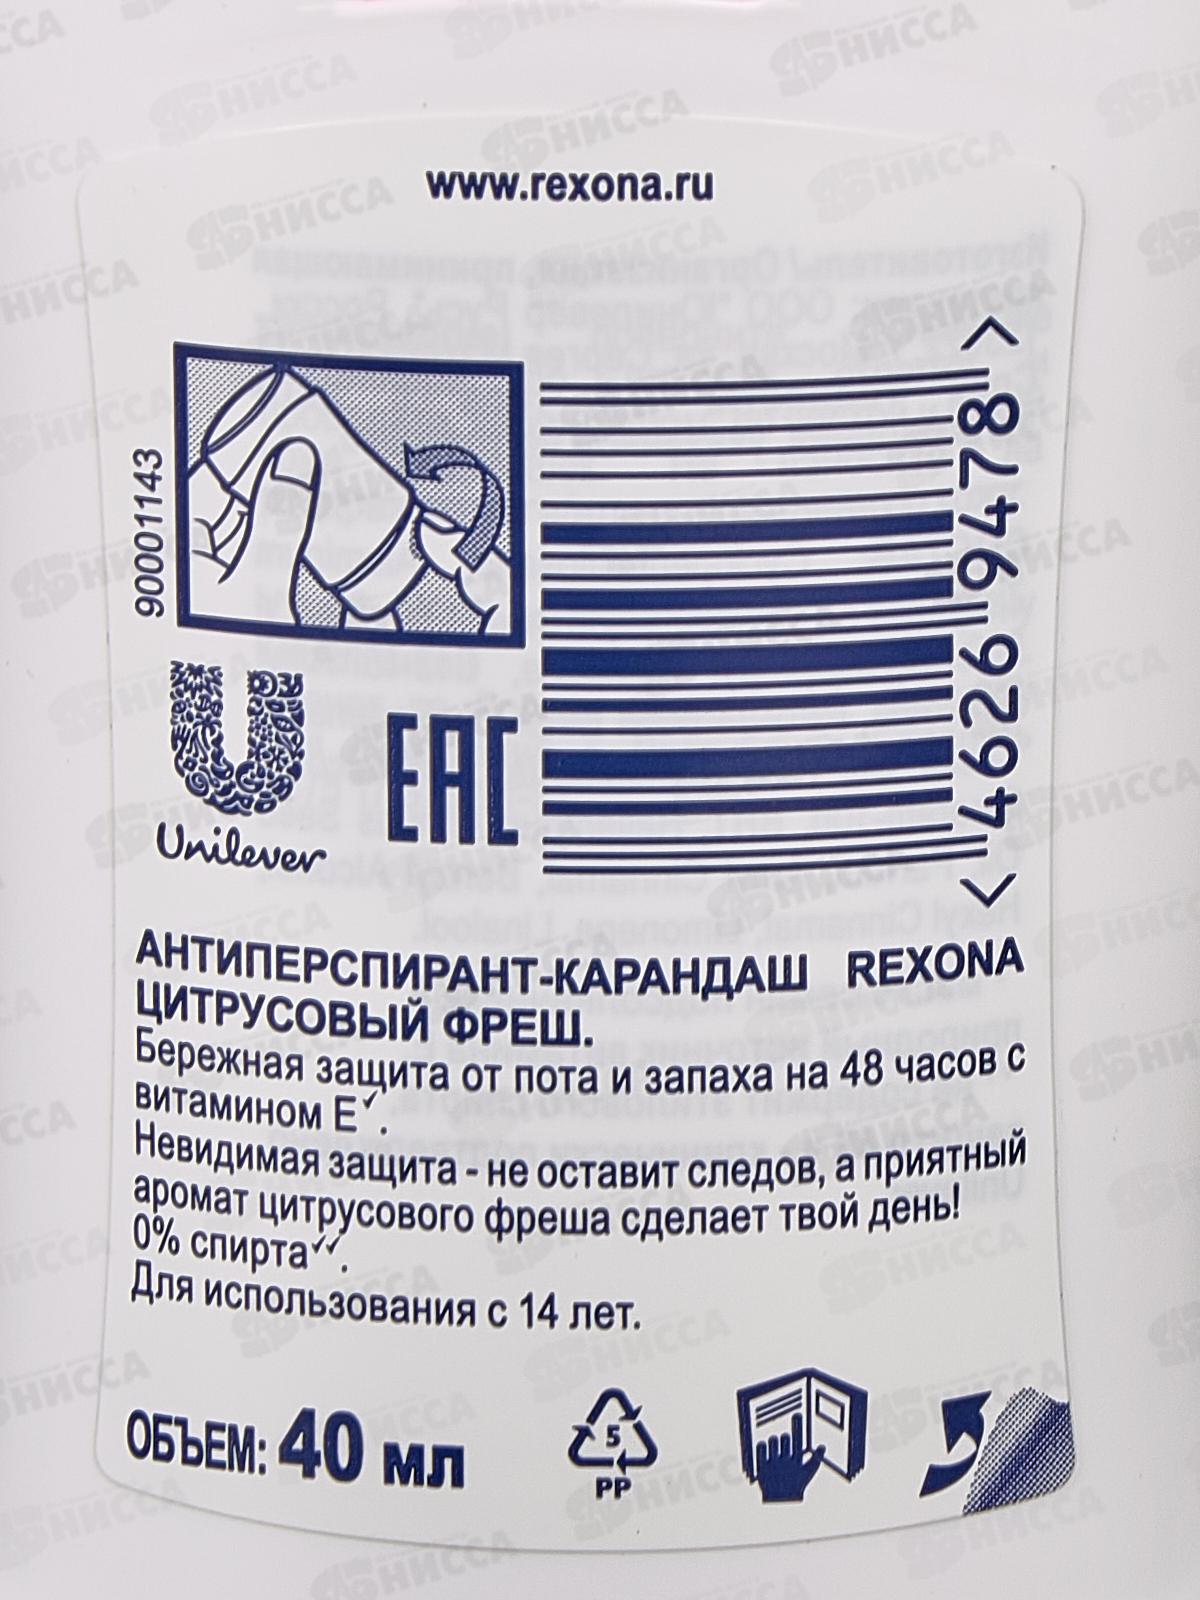 www.rexona.ru
90001143
4626 9478
Unilever
EAC
АНТИПЕРСПИРАНТ-КАРАНДАШ REXONA
ЦИТРУСОВЫЙ ФРЕШ.
Бережная защита от пота и запаха на 48 часов с
витамином Е✓.
Невидимая защита - не оставит следов, а приятный
аромат цитрусового фреша сделает твой день!
0% спирта✓✓.
Для использования с 14 лет.
ОБЪЕМ: 40 мл
5
PP
НИССА